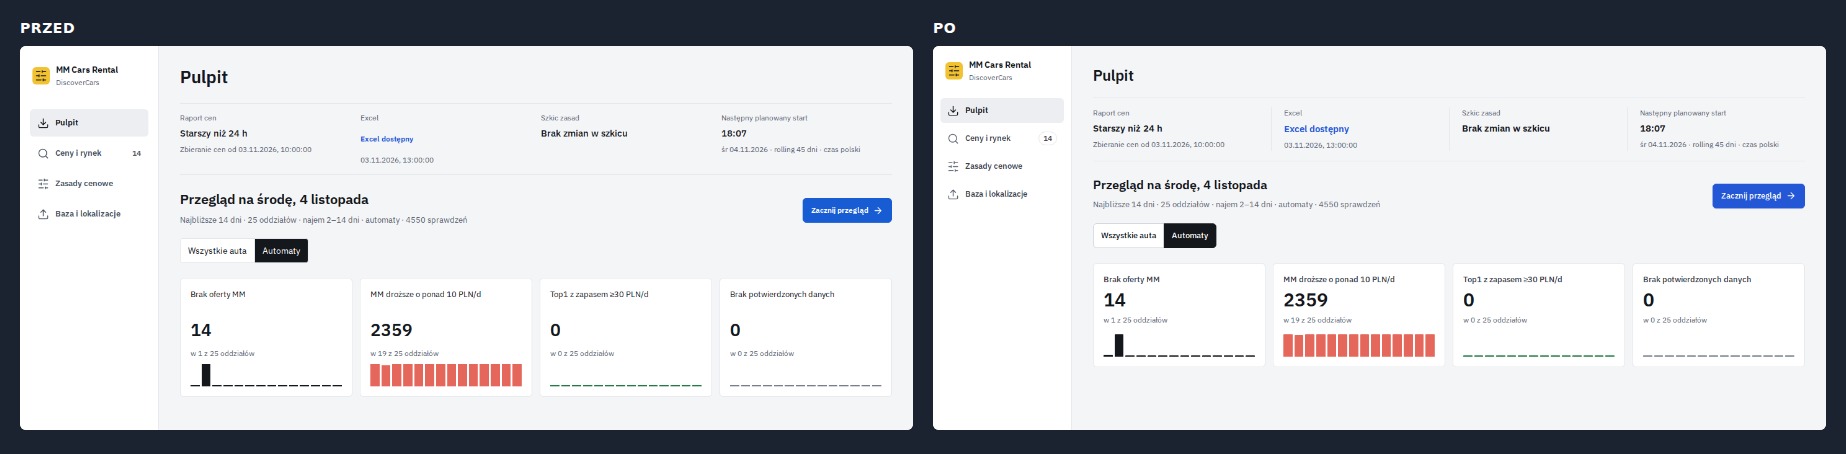 PRZED
MM Cars Rental
DiscoverCars
Pulpit
Ceny i rynek 14
Zasady cenowe
Baza i lokalizacje
Pulpit
Raport cen
Starszy niż 24 h
Zbieranie cen od 03.11.2026, 10:00:00
Excel
Excel dostępny
03.11.2026, 13:00:00
Szkic zasad
Brak zmian w szkicu
Następny planowany start
18:07
śr 04.11.2026 · rolling 45 dni · czas polski
Przegląd na środę, 4 listopada
Najbliższe 14 dni · 25 oddziałów · najem 2–14 dni · automaty · 4550 sprawdzeń
Zacznij przegląd →
Wszystkie auta Automaty
Brak oferty MM
14
w 1 z 25 oddziałów
MM droższe o ponad 10 PLN/d
2359
w 19 z 25 oddziałów
Top1 z zapasem ≥30 PLN/d
0
w 0 z 25 oddziałów
Brak potwierdzonych danych
0
w 0 z 25 oddziałów
PO
MM Cars Rental
DiscoverCars
Pulpit
Ceny i rynek 14
Zasady cenowe
Baza i lokalizacje
Pulpit
Raport cen
Starszy niż 24 h
Zbieranie cen od 03.11.2026, 10:00:00
Excel
Excel dostępny
03.11.2026, 13:00:00
Szkic zasad
Brak zmian w szkicu
Następny planowany start
18:07
śr 04.11.2026 · rolling 45 dni · czas polski
Przegląd na środę, 4 listopada
Najbliższe 14 dni · 25 oddziałów · najem 2–14 dni · automaty · 4550 sprawdzeń
Zacznij przegląd →
Wszystkie auta Automaty
Brak oferty MM
14
w 1 z 25 oddziałów
MM droższe o ponad 10 PLN/d
2359
w 19 z 25 oddziałów
Top1 z zapasem ≥30 PLN/d
0
w 0 z 25 oddziałów
Brak potwierdzonych danych
0
w 0 z 25 oddziałów